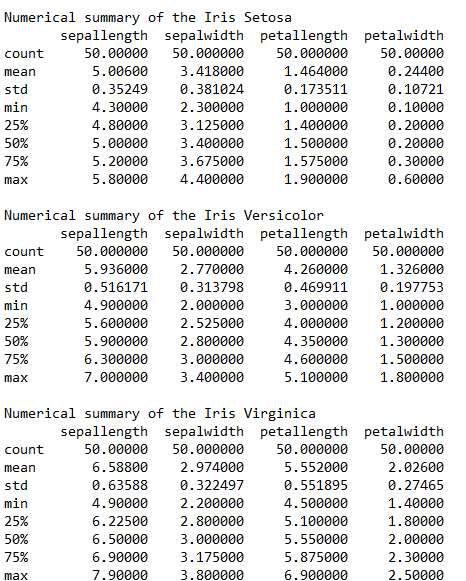 Numerical summary of the Iris Setosa
sepallength sepalwidth petallength petalwidth
count 50.00000 50.000000 50.000000 50.00000
mean 5.00600 3.418000 1.464000 0.24400
std 0.35249 0.381024 0.173511 0.10721
min 4.30000 2.300000 1.000000 0.10000
25% 4.80000 3.125000 1.400000 0.20000
50% 5.00000 3.400000 1.500000 0.20000
75% 5.20000 3.675000 1.575000 0.30000
max 5.80000 4.400000 1.900000 0.60000
Numerical summary of the Iris Versicolor
sepallength sepalwidth petallength petalwidth
count 50.000000 50.000000 50.000000 50.000000
mean 5.936000 2.770000 4.260000 1.326000
std 0.516171 0.313798 0.469911 0.197753
min 4.900000 2.000000 3.000000 1.000000
25% 5.600000 2.525000 4.000000 1.200000
50% 5.900000 2.800000 4.350000 1.300000
75% 6.300000 3.000000 4.600000 1.500000
max 7.000000 3.400000 5.100000 1.800000
Numerical summary of the Iris Virginica
sepallength sepalwidth petallength petalwidth
count 50.00000 50.000000 50.000000 50.00000
mean 6.58800 2.974000 5.552000 2.02600
std 0.63588 0.322497 0.551895 0.27465
min 4.90000 2.200000 4.500000 1.40000
25% 6.22500 2.800000 5.100000 1.80000
50% 6.50000 3.000000 5.550000 2.00000
75% 6.90000 3.175000 5.875000 2.30000
max 7.90000 3.800000 6.900000 2.50000